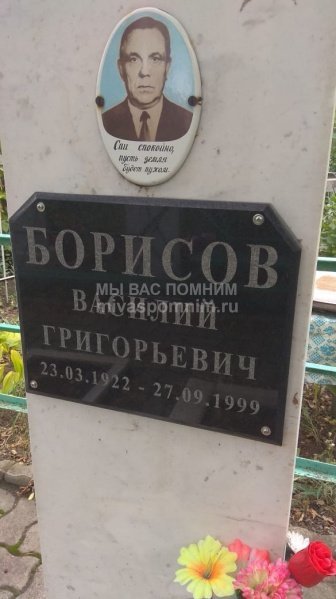 Спи спокойно,
пусть земля
будет пухом.
БОРИСОВ
МЫ ВАС ПОМНИМ
mivaspomnim.ru
ВАСИЛИЙ
ГРИГОРЬЕВИЧ
23.03.1922 - 27.09.1999